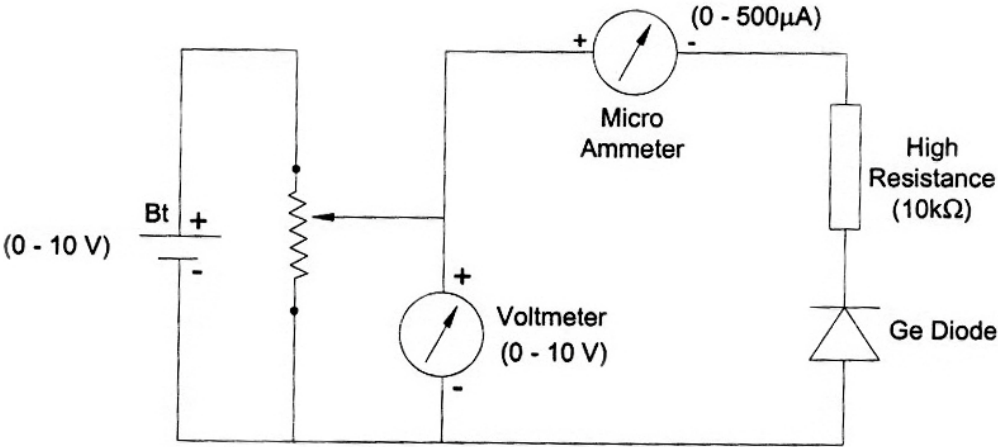 (0 - 500µA)
+
-
Micro
Ammeter
High
Resistance
(10kΩ)
Bt
+
(0 - 10 V)
-
+
Voltmeter
(0 - 10 V)
-
Ge Diode